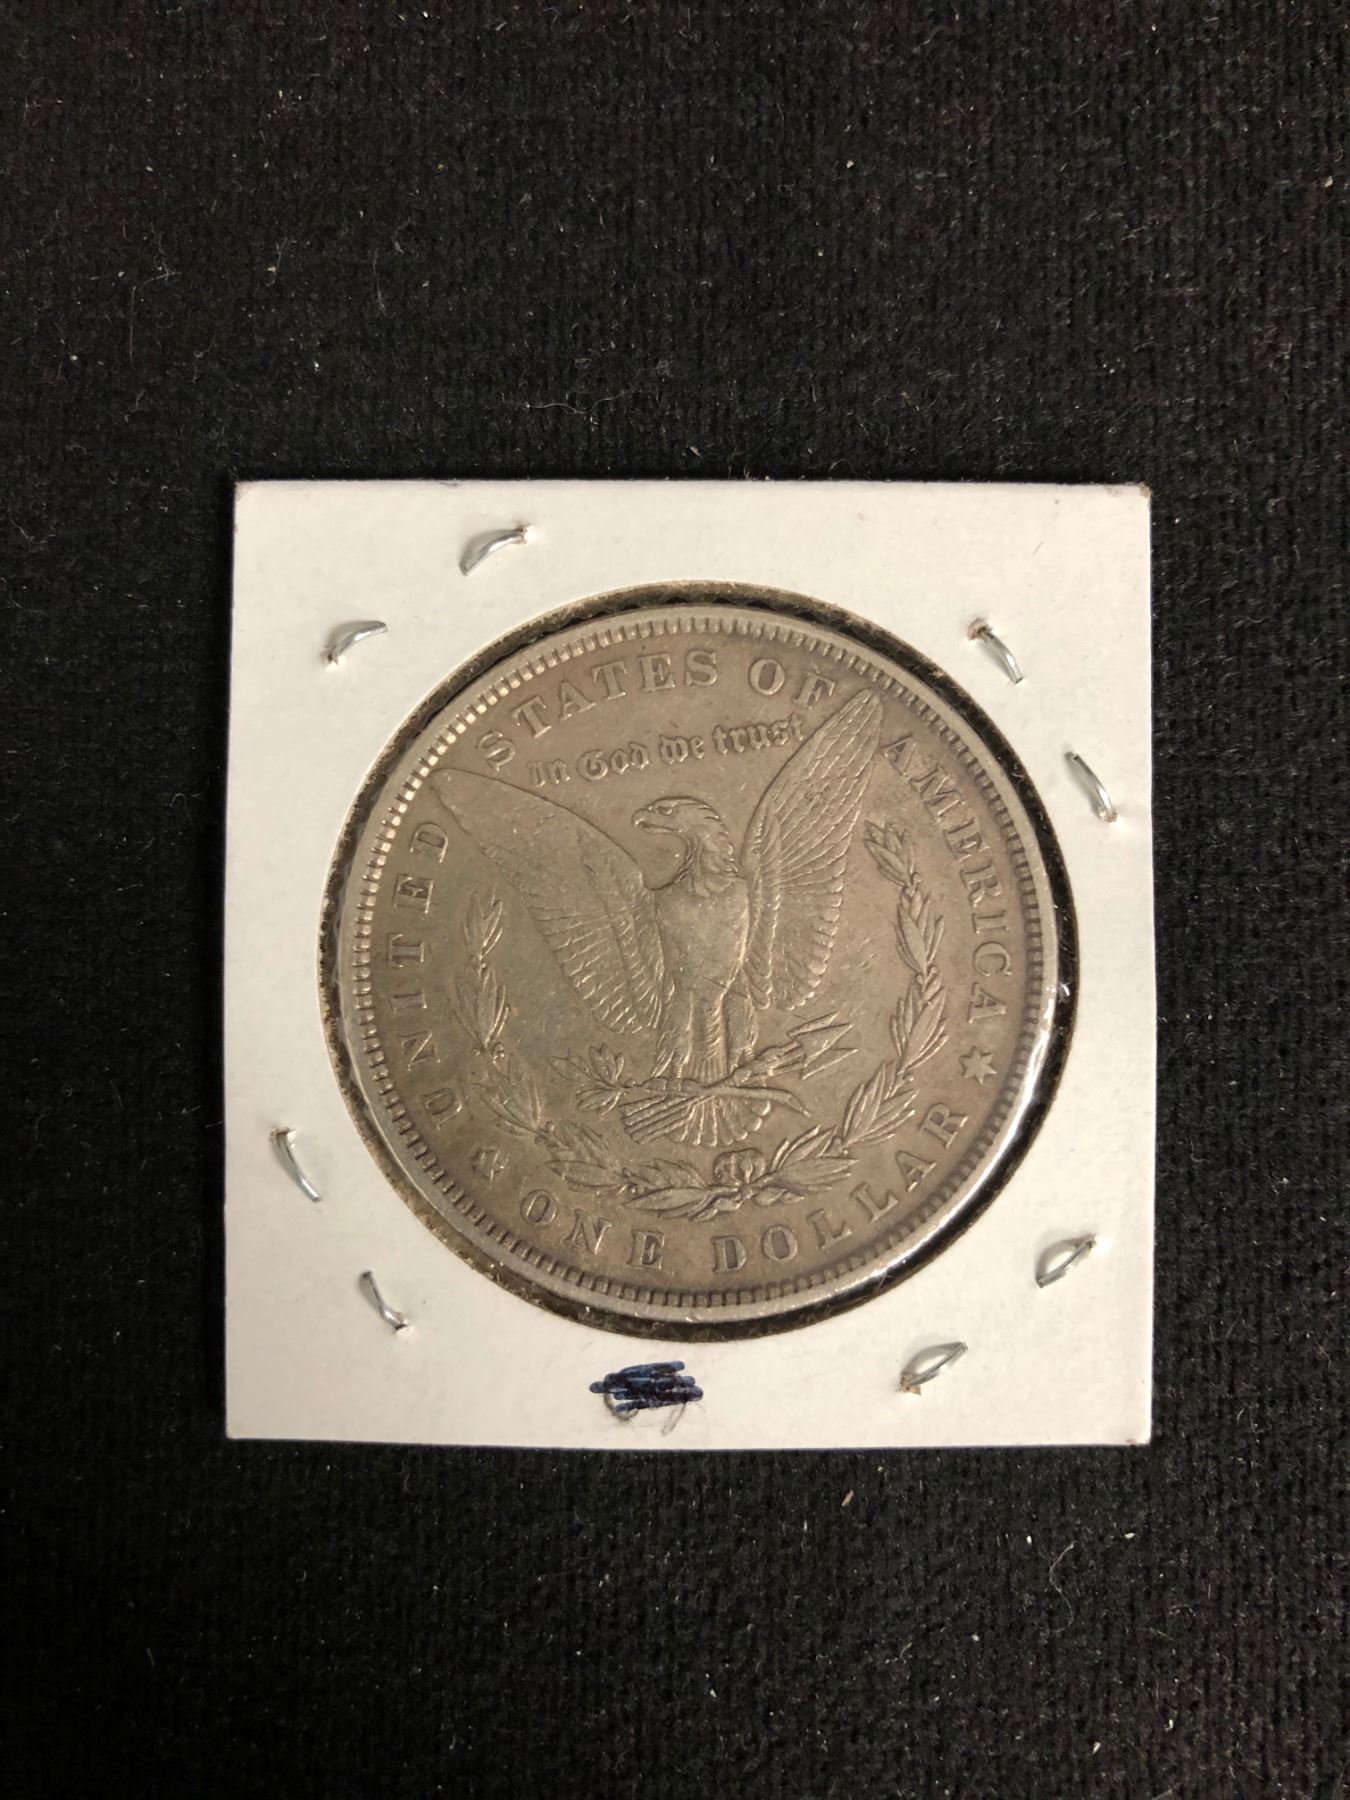 UNITED STATES OF AMERICA
In God we trust
ONE DOLLAR